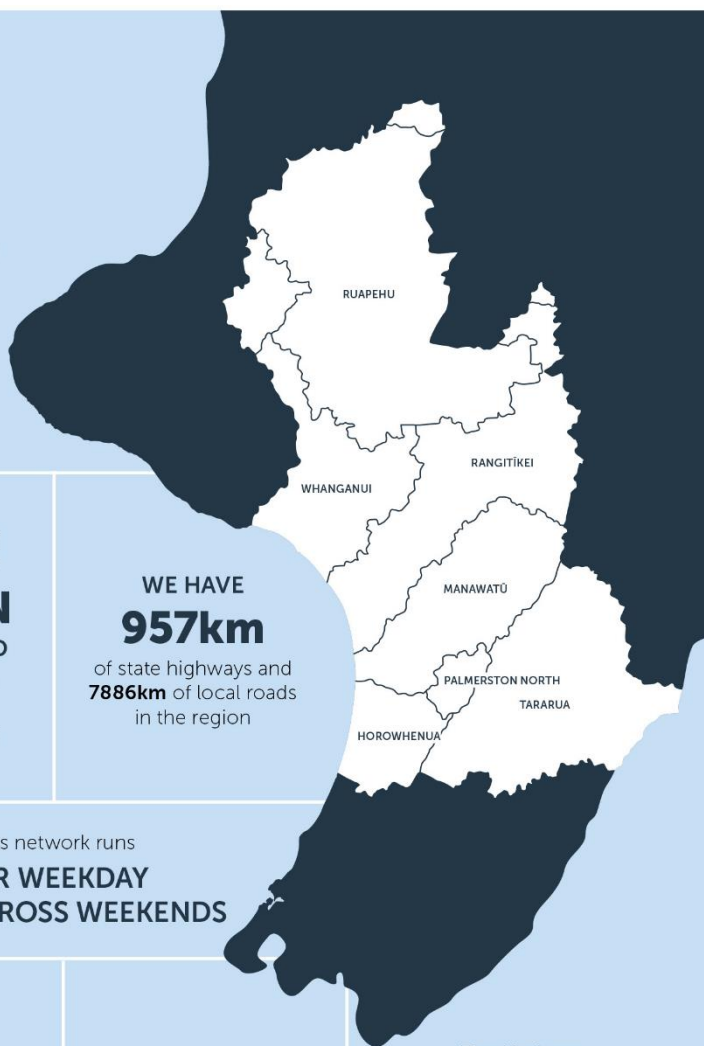 RUAPEHU
RANGITĪKEI
WHANGANUI
MANAWATŪ
PALMERSTON NORTH
TARARUA
HOROWHENUA
WE HAVE
957km
of state highways and
7886km of local roads
in the region
network runs
WEEKDAY
WEEKENDS